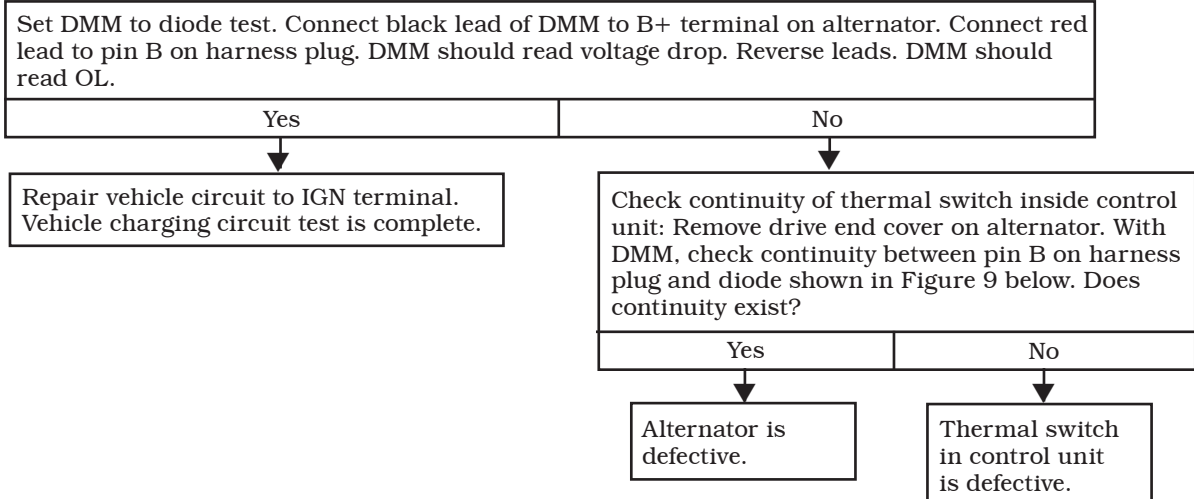 Set DMM to diode test. Connect black lead of DMM to B+ terminal on alternator. Connect red
lead to pin B on harness plug. DMM should read voltage drop. Reverse leads. DMM should
read OL.
Yes
No
Repair vehicle circuit to IGN terminal.
Vehicle charging circuit test is complete.
Check continuity of thermal switch inside control
unit: Remove drive end cover on alternator. With
DMM, check continuity between pin B on harness
plug and diode shown in Figure 9 below. Does
continuity exist?
Yes
No
Alternator is
defective.
Thermal switch
in control unit
is defective.